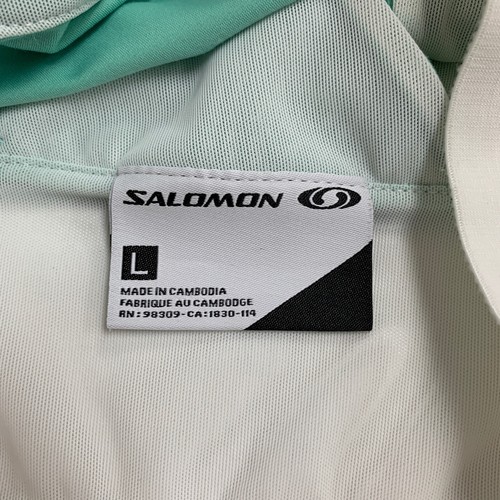 SALOMON
L
MADE IN CAMBODIA
FABRIQUE AU CAMBODGE
RN: 98309-CA:1830-114